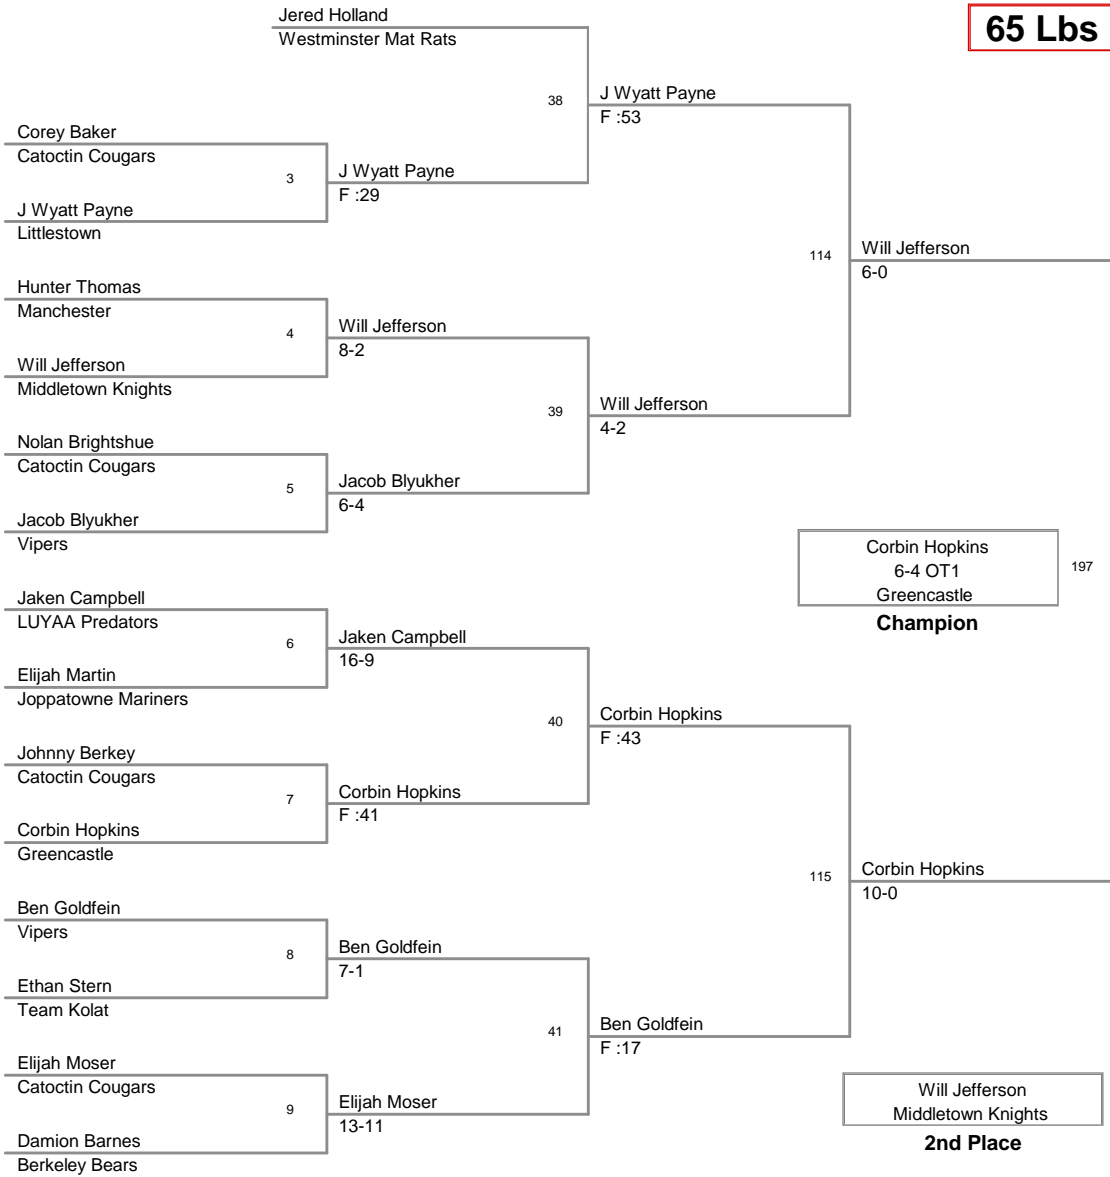 Jered Holland
Westminster Mat Rats
65 Lbs
38
J Wyatt Payne
F :53
Corey Baker
Catoctin Cougars
3
J Wyatt Payne
F :29
J Wyatt Payne
Littlestown
114
Will Jefferson
6-0
Hunter Thomas
Manchester
4
Will Jefferson
8-2
Will Jefferson
Middletown Knights
39
Will Jefferson
4-2
Nolan Brightshue
Catoctin Cougars
5
Jacob Blyukher
6-4
Jacob Blyukher
Vipers
Corbin Hopkins
6-4 OT1
Greencastle
197
Champion
Jaken Campbell
LUYAA Predators
6
Jaken Campbell
16-9
Elijah Martin
Joppatowne Mariners
40
Corbin Hopkins
F :43
Johnny Berkey
Catoctin Cougars
7
Corbin Hopkins
F :41
Corbin Hopkins
Greencastle
115
Corbin Hopkins
10-0
Ben Goldfein
Vipers
8
Ben Goldfein
7-1
Ethan Stern
Team Kolat
41
Ben Goldfein
F :17
Elijah Moser
Catoctin Cougars
9
Elijah Moser
13-11
Damion Barnes
Berkeley Bears
Will Jefferson
Middletown Knights
2nd Place